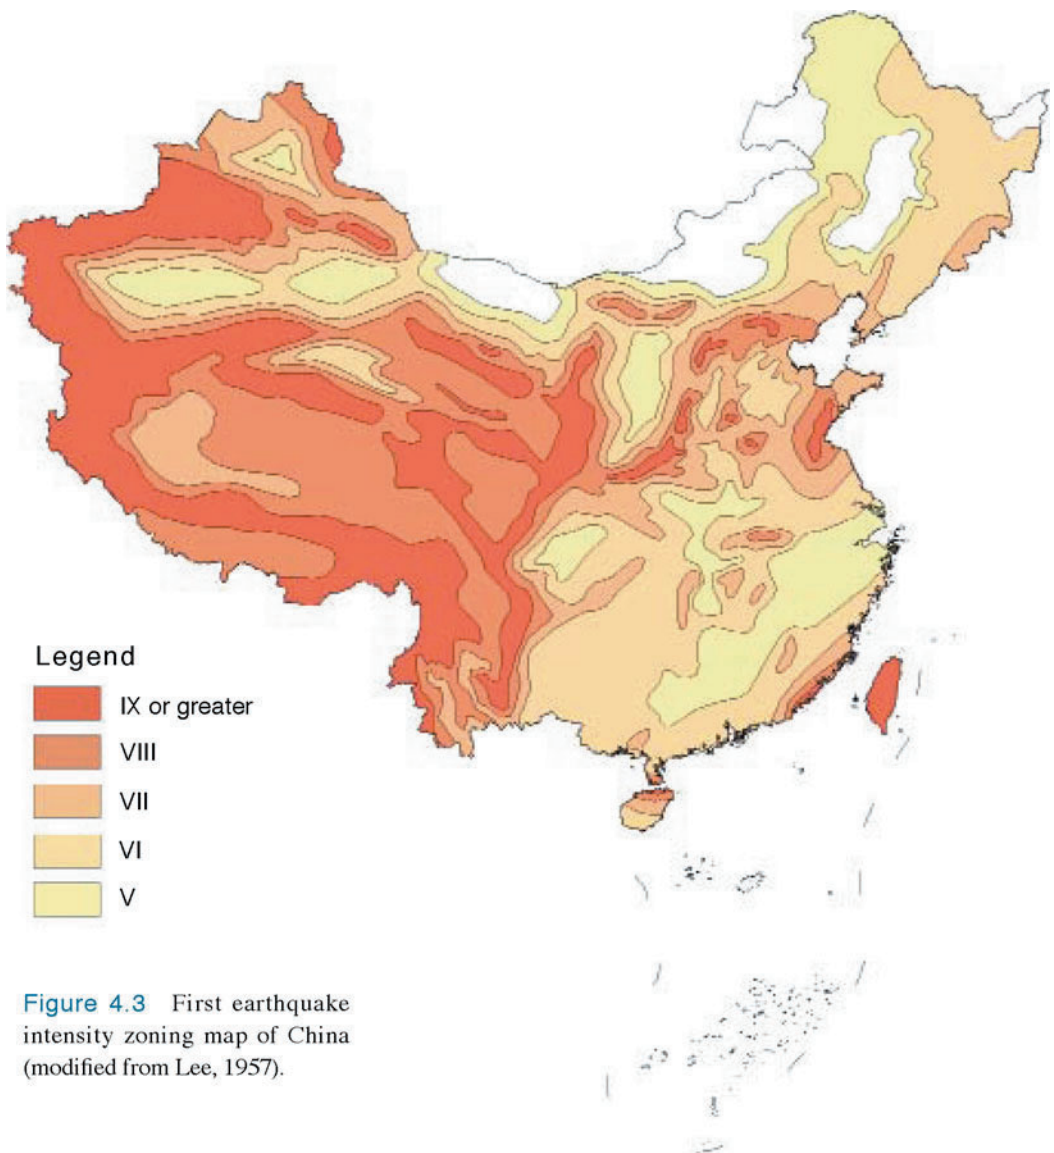 Legend
IX or greater
VIII
VII
VI
V
Figure 4.3 First earthquake
intensity zoning map of China
(modified from Lee, 1957).